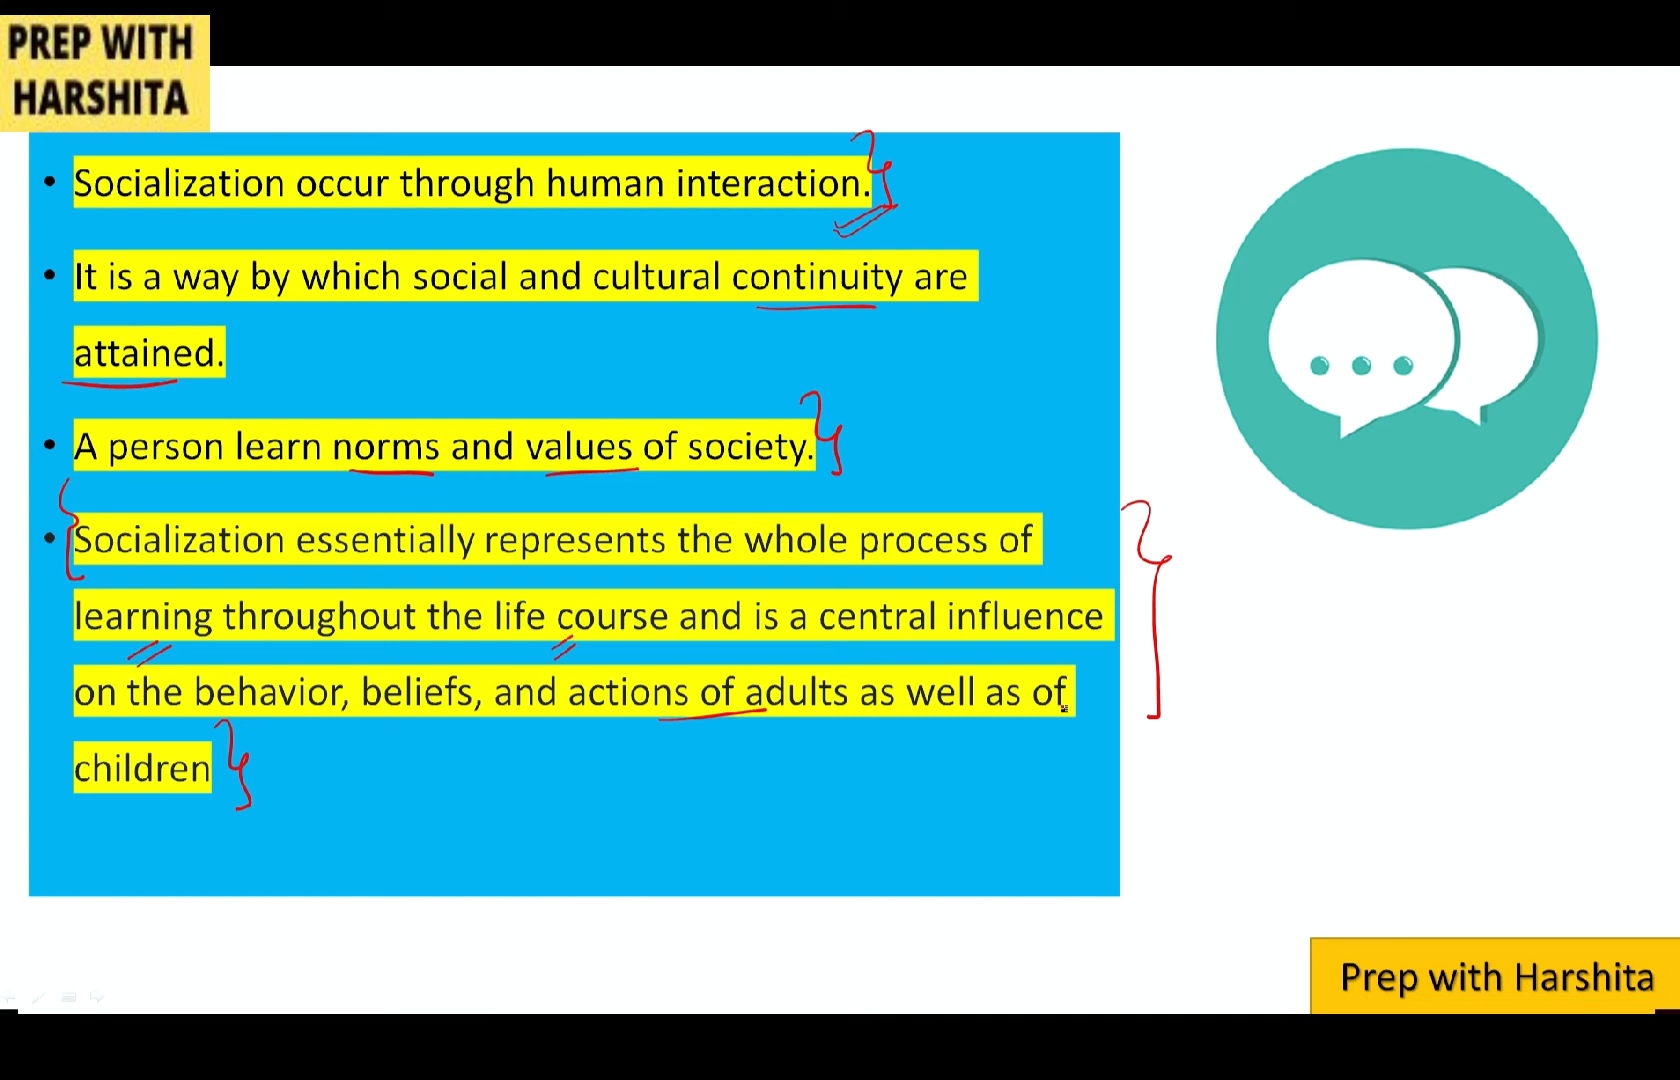 PREP WITH
HARSHITA
• Socialization occur through human interaction.
• It is a way by which social and cultural continuity are
attained.
• A person learn norms and values of society.
• Socialization essentially represents the whole process of
learning throughout the life course and is a central influence
on the behavior, beliefs, and actions of adults as well as of
children
Prep with Harshita